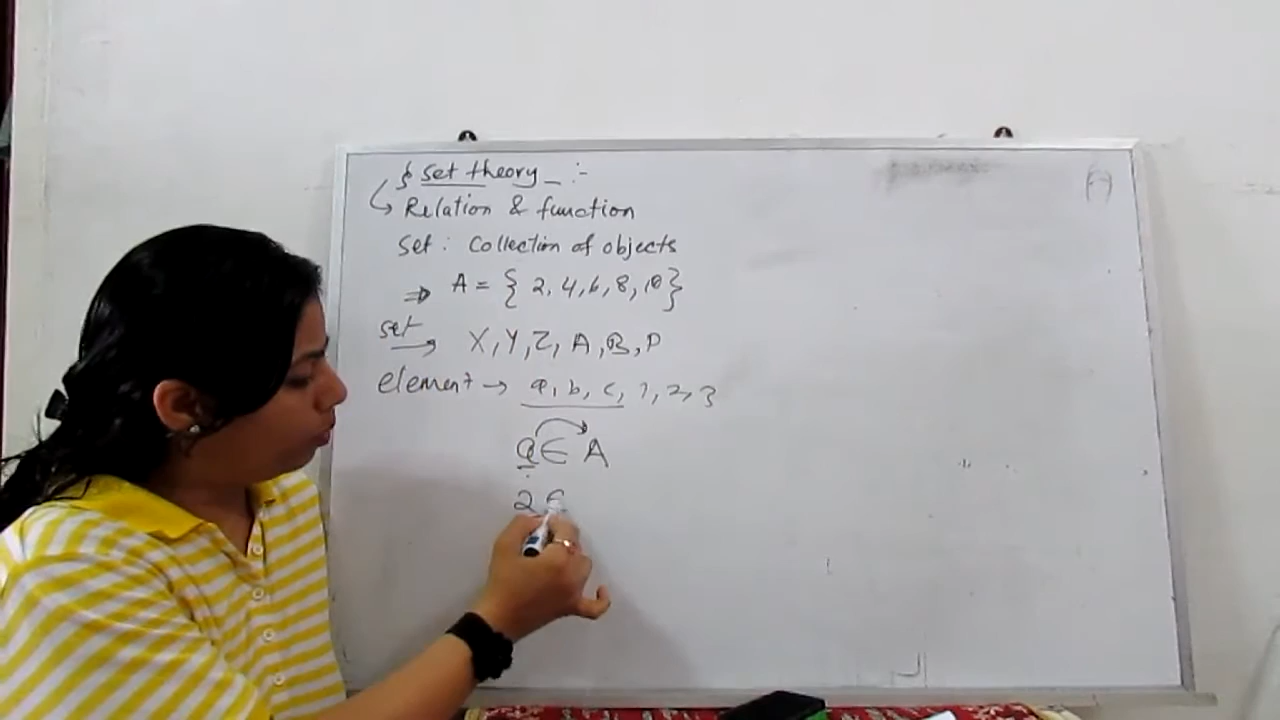 § Set theory :-
↳ Relation & function
Set : Collection of objects
⇒ A = { 2, 4, 6, 8, 10 }
set → X, Y, Z, A, B, P
element → a, b, c, 1, 2, 3
a ∈ A
2 ∈